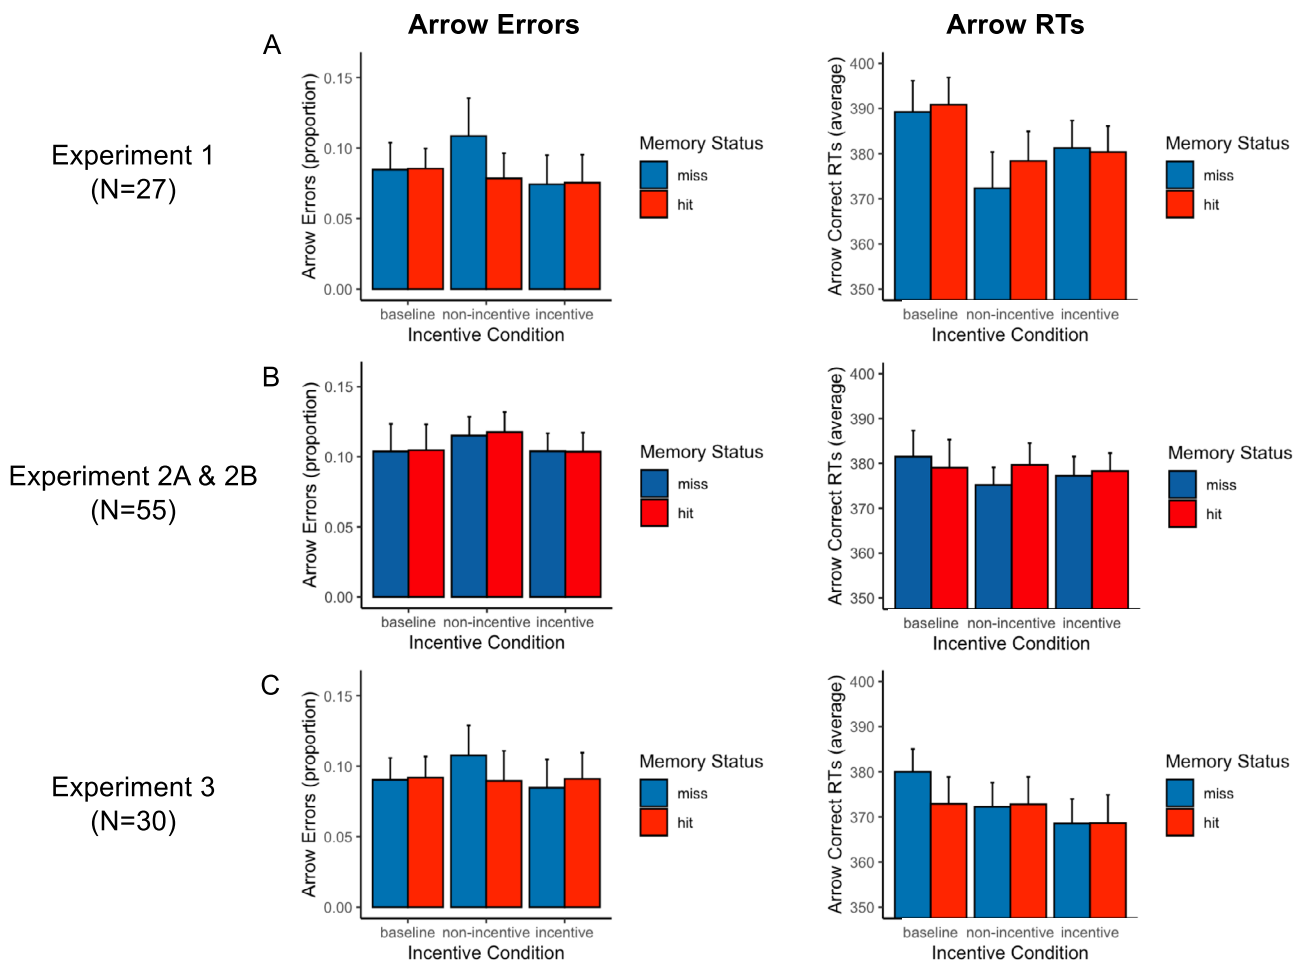 Arrow Errors
Arrow RTs
A
Experiment 1
(N=27)
Arrow Errors (proportion)
0.15
0.10
0.05
0.00
baseline non-incentive incentive
Incentive Condition
Memory Status
miss
hit
Arrow Correct RTs (average)
400
390
380
370
360
350
baseline non-incentive incentive
Incentive Condition
Memory Status
miss
hit
B
Experiment 2A & 2B
(N=55)
Arrow Errors (proportion)
0.15
0.10
0.05
0.00
baseline non-incentive incentive
Incentive Condition
Memory Status
miss
hit
Arrow Correct RTs (average)
400
390
380
370
360
350
baseline non-incentive incentive
Incentive Condition
Memory Status
miss
hit
C
Experiment 3
(N=30)
Arrow Errors (proportion)
0.15
0.10
0.05
0.00
baseline non-incentive incentive
Incentive Condition
Memory Status
miss
hit
Arrow Correct RTs (average)
400
390
380
370
360
350
baseline non-incentive incentive
Incentive Condition
Memory Status
miss
hit